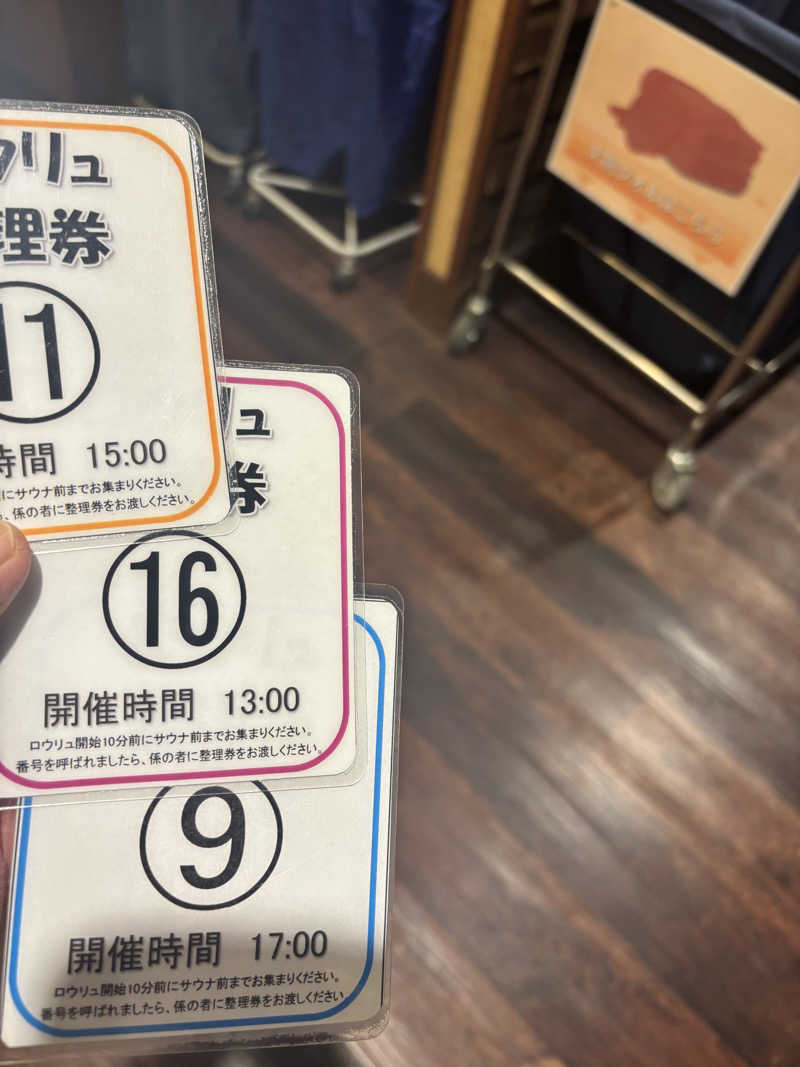 リュ
理券
11
時間 15:00
にサウナ前までお集まりください。
、係の者に整理券をお渡しください。
リュ
券
16
開催時間 13:00
ロウリュ開始10分前にサウナ前までお集まりください。
番号を呼ばれましたら、係の者に整理券をお渡しください。
9
開催時間 17:00
ロウリュ開始10分前にサウナ前までお集まりください。
番号を呼ばれましたら、係の者に整理券をお渡しください